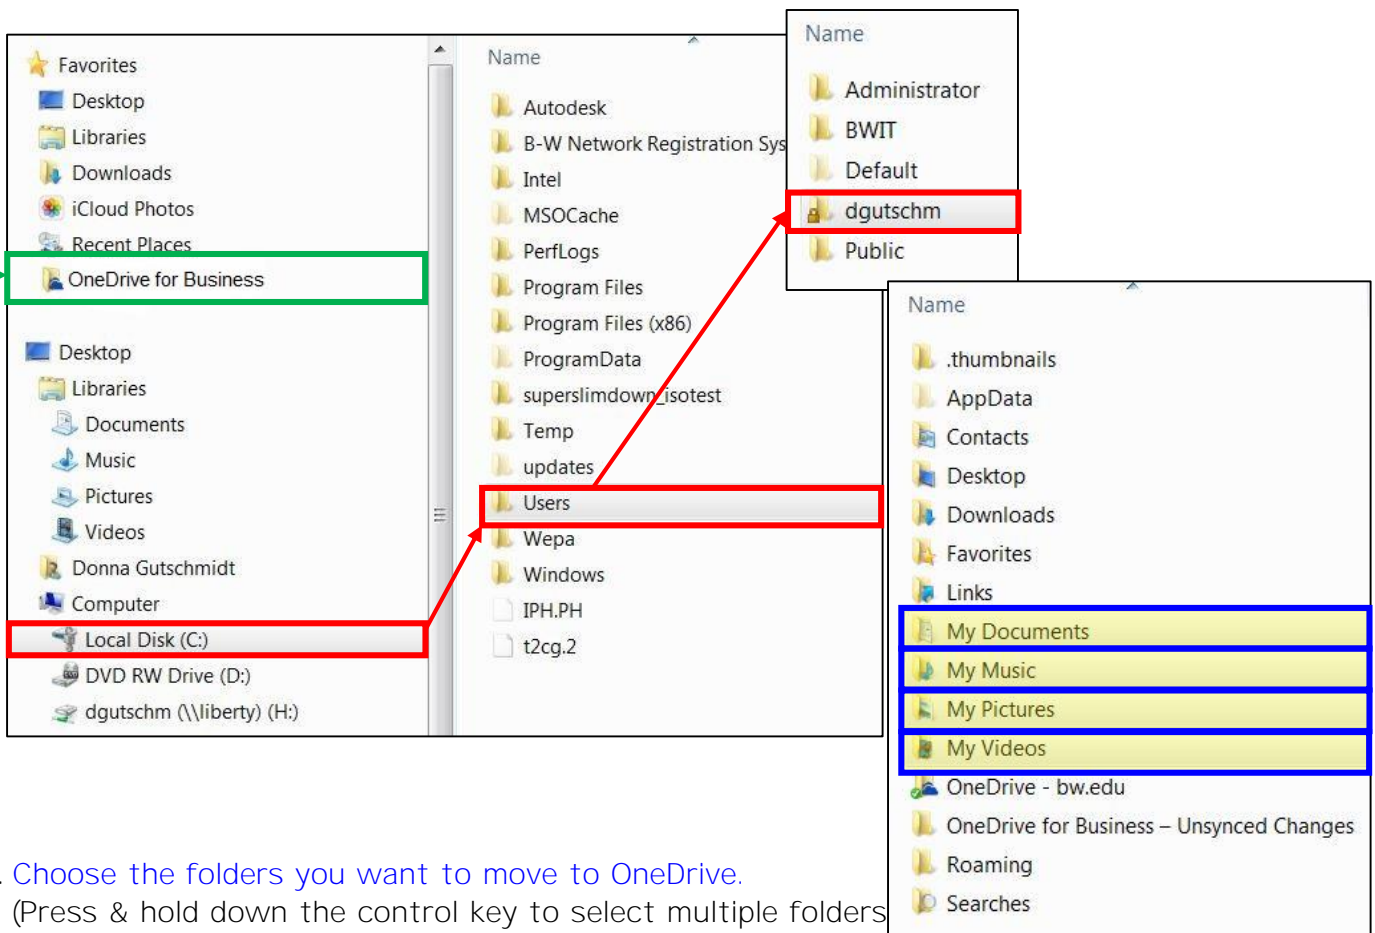 Favorites
Desktop
Libraries
Downloads
iCloud Photos
Recent Places
OneDrive for Business
Desktop
Libraries
Documents
Music
Pictures
Videos
Donna Gutschmidt
Computer
Local Disk (C:)
DVD RW Drive (D:)
dgutschm (\\liberty) (H:)
Name
Autodesk
B-W Network Registration Sys
Intel
MSOCache
PerfLogs
Program Files
Program Files (x86)
ProgramData
superslimdown_isotest
Temp
updates
Users
Wepa
Windows
IPH.PH
t2cg.2
Name
Administrator
BWIT
Default
dgutschm
Public
Name
.thumbnails
AppData
Contacts
Desktop
Downloads
Favorites
Links
My Documents
My Music
My Pictures
My Videos
OneDrive - bw.edu
OneDrive for Business – Unsynced Changes
Roaming
Searches
. Choose the folders you want to move to OneDrive.
(Press & hold down the control key to select multiple folders